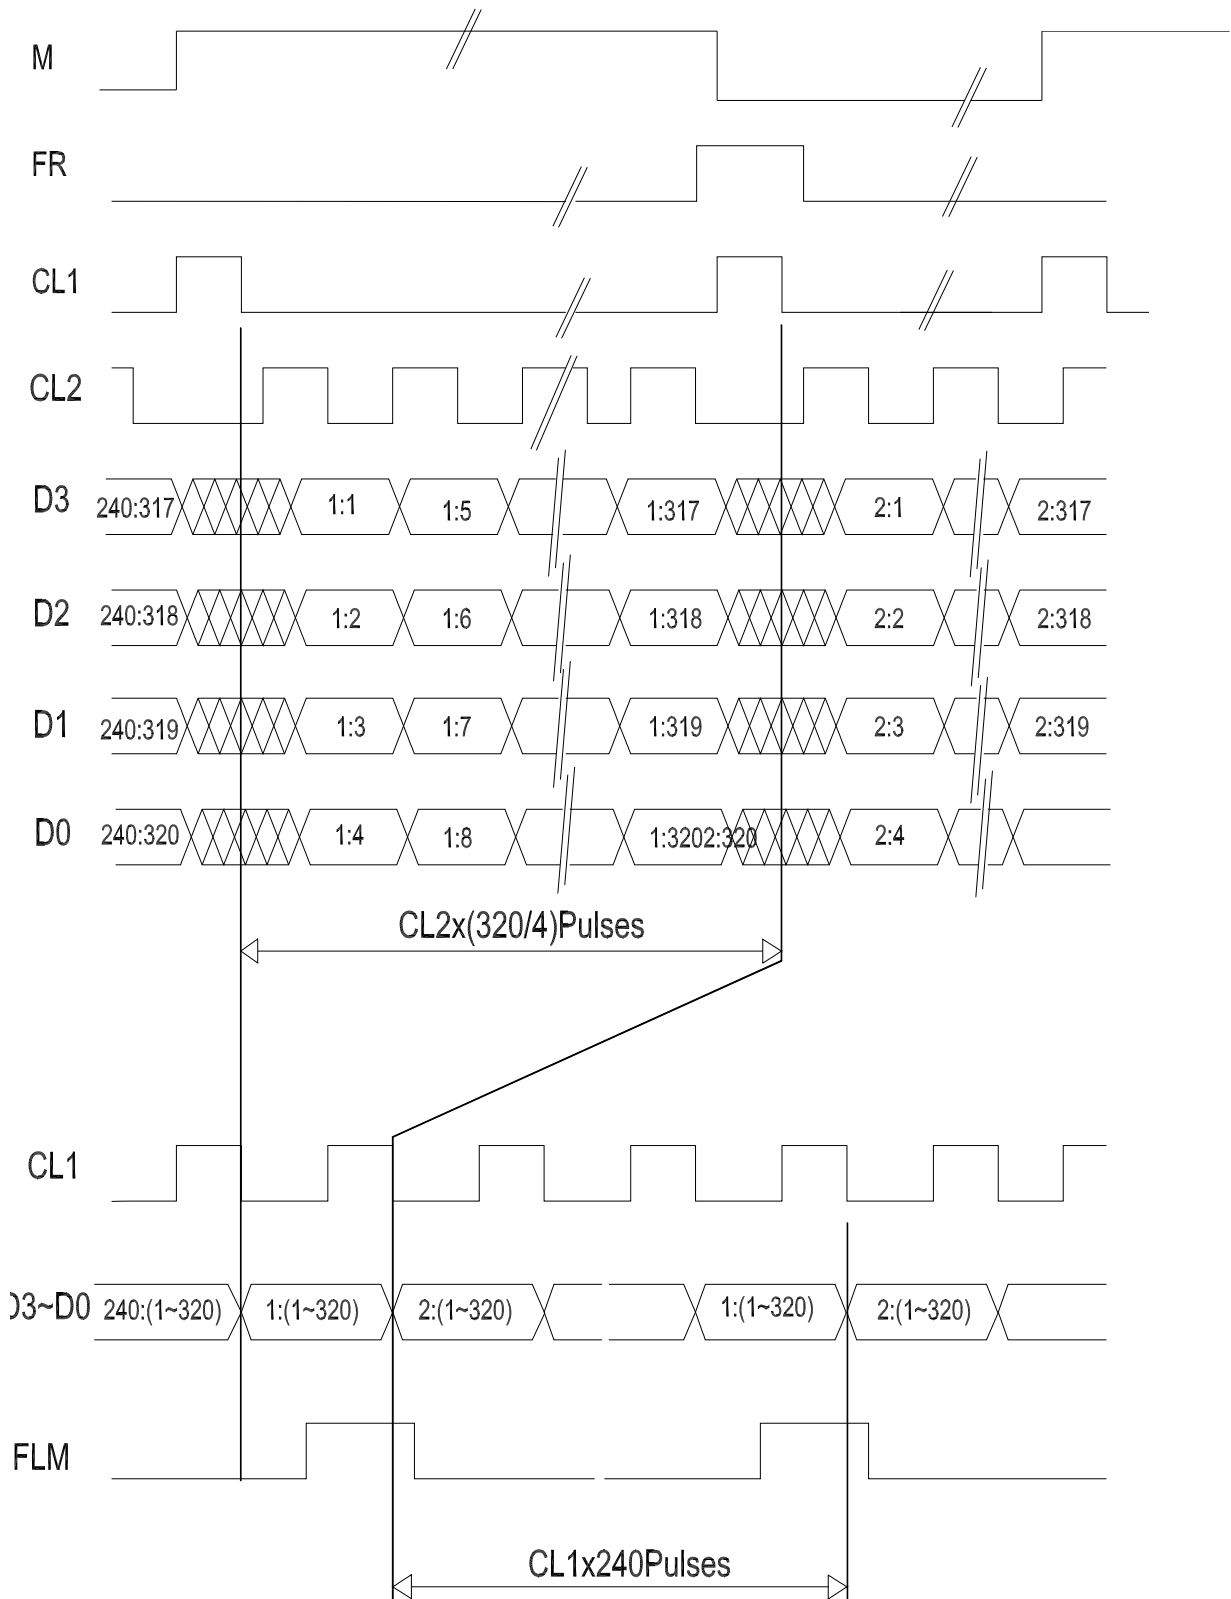 M
FR
CL1
CL2
D3 240:317 1:1 1:5 1:317 2:1 2:317
D2 240:318 1:2 1:6 1:318 2:2 2:318
D1 240:319 1:3 1:7 1:319 2:3 2:319
D0 240:320 1:4 1:8 1:3202:320 2:4
CL2x(320/4)Pulses
CL1
D3~D0 240:(1~320) 1:(1~320) 2:(1~320) 1:(1~320) 2:(1~320)
FLM
CL1x240Pulses